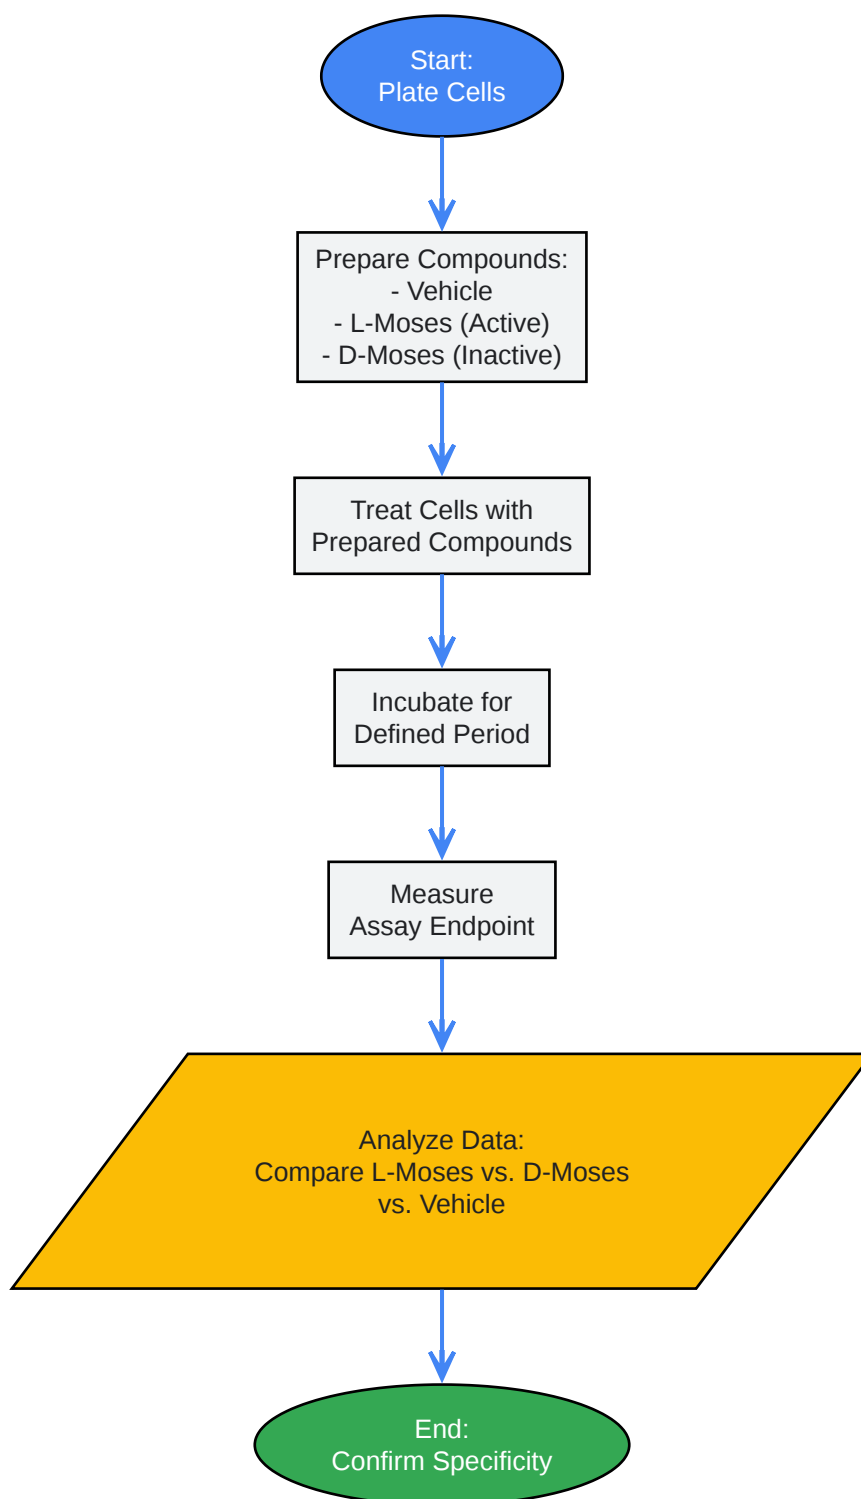 Start:
Plate Cells
Prepare Compounds:
- Vehicle
- L-Moses (Active)
- D-Moses (Inactive)
Treat Cells with
Prepared Compounds
Incubate for
Defined Period
Measure
Assay Endpoint
Analyze Data:
Compare L-Moses vs. D-Moses
vs. Vehicle
End:
Confirm Specificity